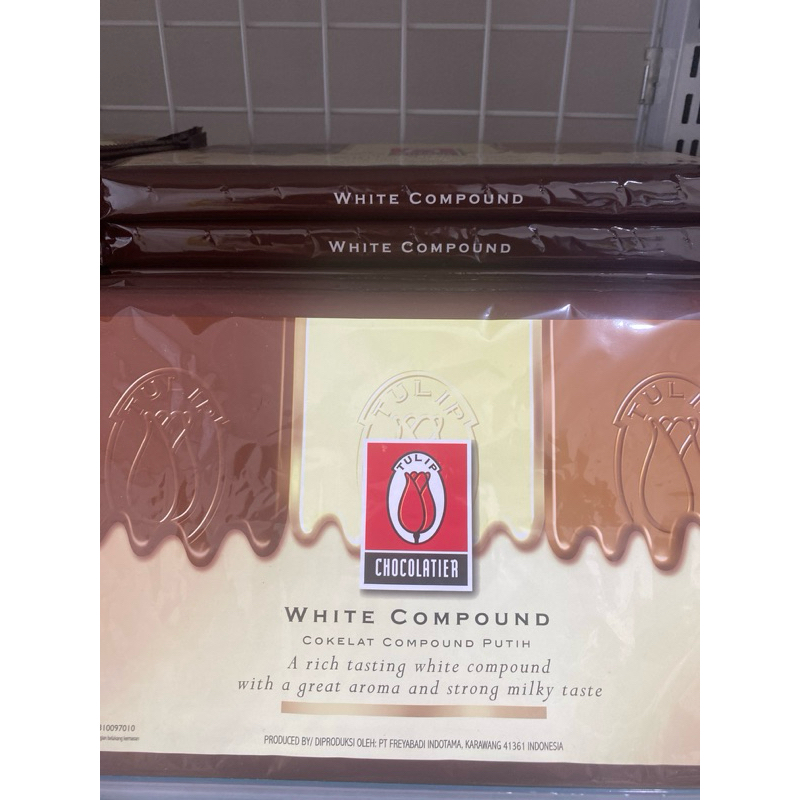 WHITE COMPOUND
WHITE COMPOUND
TULIP
TULIP
TULIP
TULIP
CHOCOLATIER
WHITE COMPOUND
COKELAT COMPOUND PUTIH
A rich tasting white compound
with a great aroma and strong milky taste
10097010
PRODUCED BY/ DIPRODUKSI OLEH: PT FREYABADI INDOTAMA, KARAWANG 41361 INDONESIA